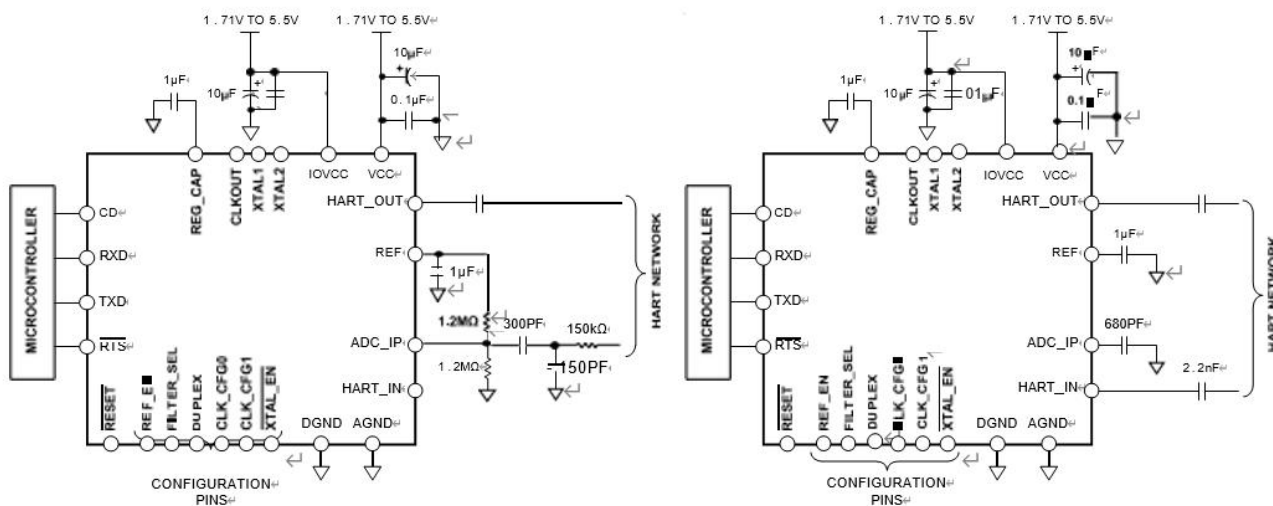 1.71V TO 5.5V
1.71V TO 5.5V
10µF
1µF
10µF
0.1µF
REG_CAP
CLKOUT
XTAL1
XTAL2
IOVCC
VCC
MICROCONTROLLER
CD
RXD
TXD
RTS
HART_OUT
REF
1µF
1.2MΩ
300PF
150kΩ
ADC_IP
1.2MΩ
150PF
HART_IN
HART NETWORK
RESET
FILTER_SEL
DUPLEX
CLK_CFG0
CLK_CFG1
XTAL_EN
DGND
AGND
CONFIGURATION
PINS
1.71V TO 5.5V
1.71V TO 5.5V
1µF
10µF
01µF
REG_CAP
CLKOUT
XTAL1
XTAL2
IOVCC
VCC
MICROCONTROLLER
CD
RXD
TXD
RTS
HART_OUT
REF
1µF
ADC_IP
680PF
HART_IN
2.2nF
HART NETWORK
RESET
REF_EN
FILTER_SEL
DUPLEX
CLK_CFG1
XTAL_EN
DGND
AGND
CONFIGURATION
PINS